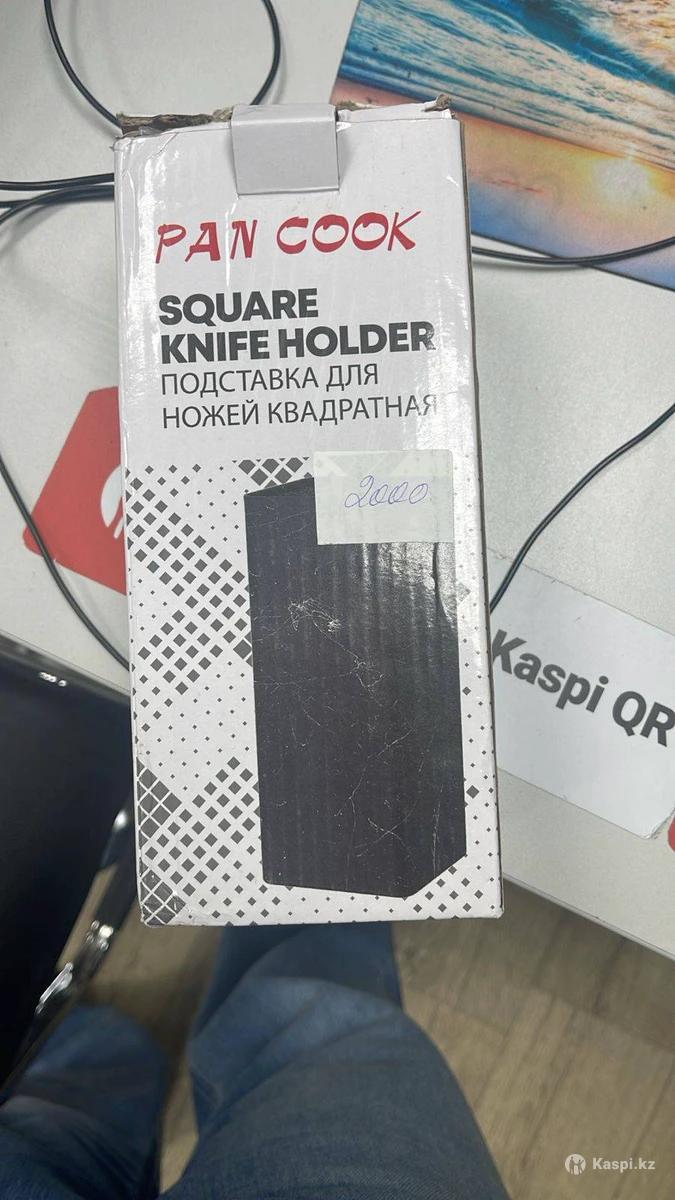 PAN COOK
SQUARE
KNIFE HOLDER
ПОДСТАВКА ДЛЯ
НОЖЕЙ КВАДРАТНАЯ
2000
Kaspi QR
Kaspi.kz